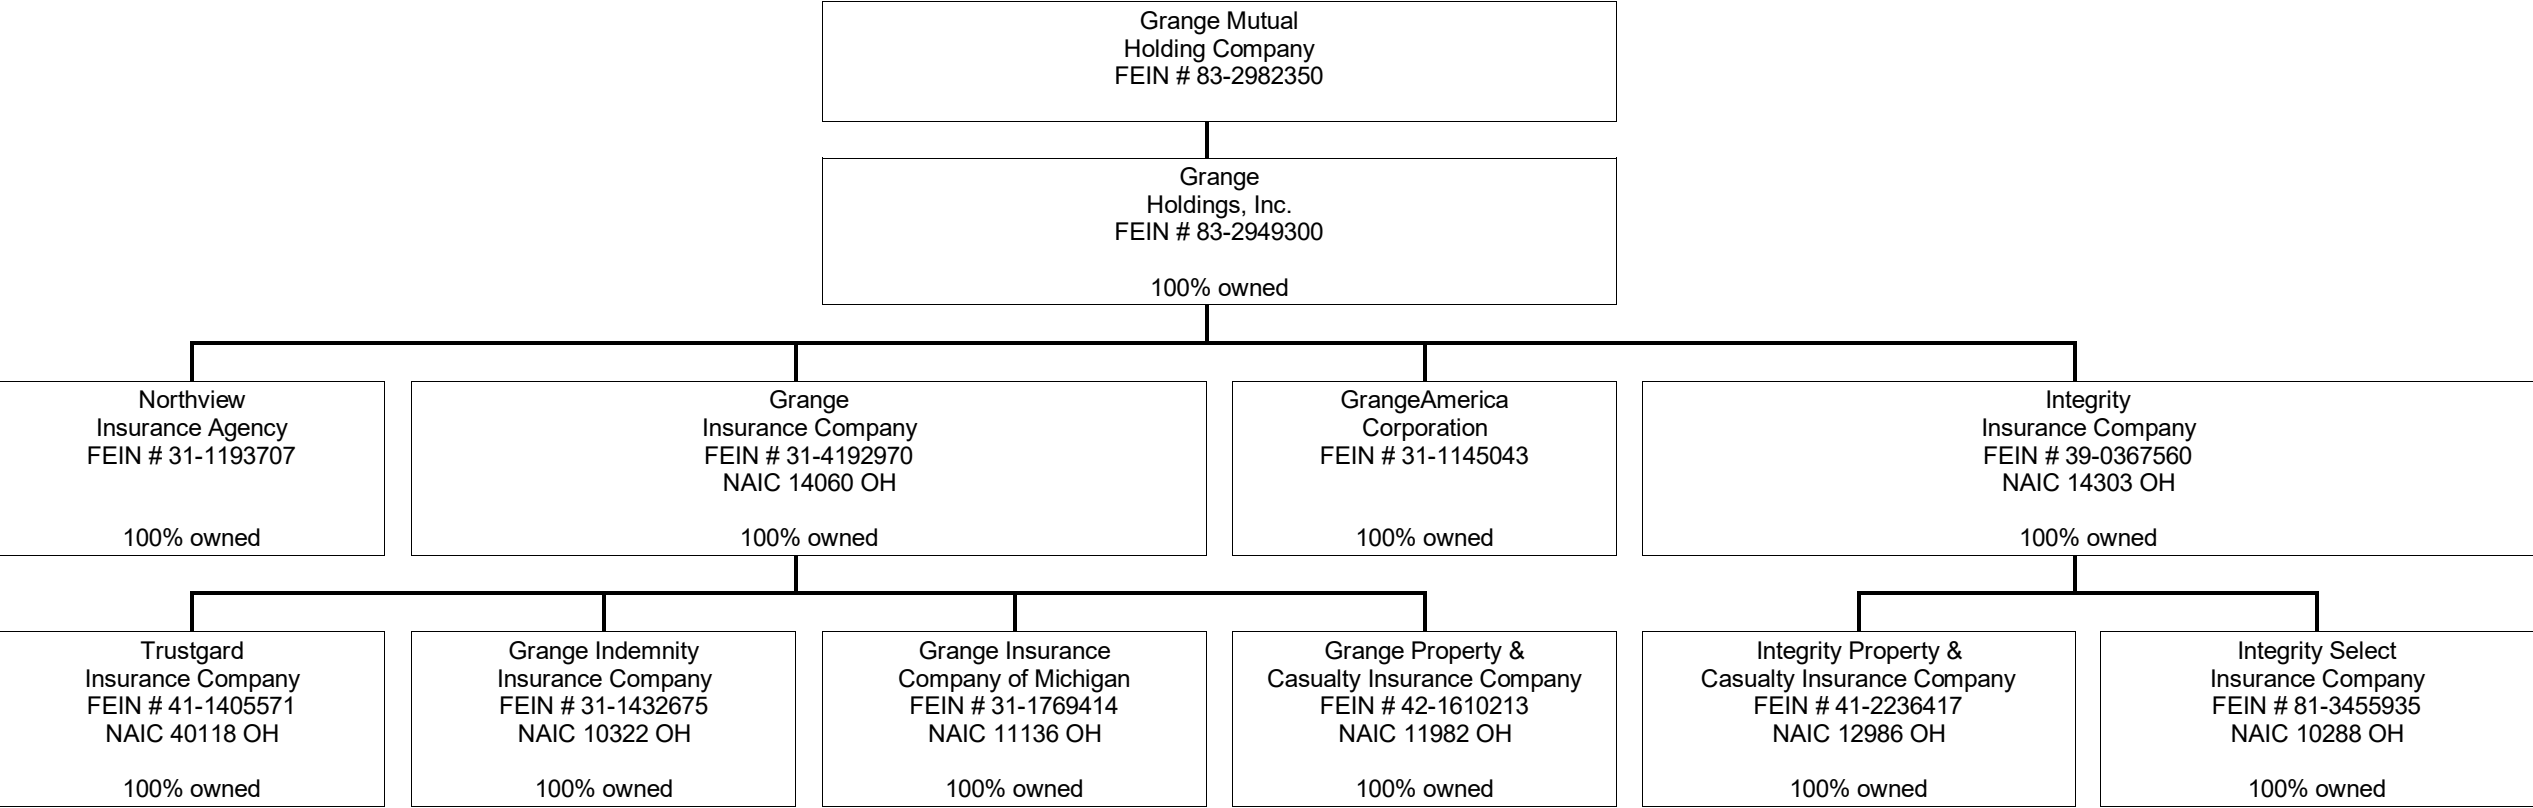 Grange Mutual
Holding Company
FEIN # 83-2982350
Grange
Holdings, Inc.
FEIN # 83-2949300
100% owned
Northview
Insurance Agency
FEIN # 31-1193707
100% owned
Grange
Insurance Company
FEIN # 31-4192970
NAIC 14060 OH
100% owned
GrangeAmerica
Corporation
FEIN # 31-1145043
100% owned
Integrity
Insurance Company
FEIN # 39-0367560
NAIC 14303 OH
100% owned
Trustgard
Insurance Company
FEIN # 41-1405571
NAIC 40118 OH
100% owned
Grange Indemnity
Insurance Company
FEIN # 31-1432675
NAIC 10322 OH
100% owned
Grange Insurance
Company of Michigan
FEIN # 31-1769414
NAIC 11136 OH
100% owned
Grange Property &
Casualty Insurance Company
FEIN # 42-1610213
NAIC 11982 OH
100% owned
Integrity Property &
Casualty Insurance Company
FEIN # 41-2236417
NAIC 12986 OH
100% owned
Integrity Select
Insurance Company
FEIN # 81-3455935
NAIC 10288 OH
100% owned